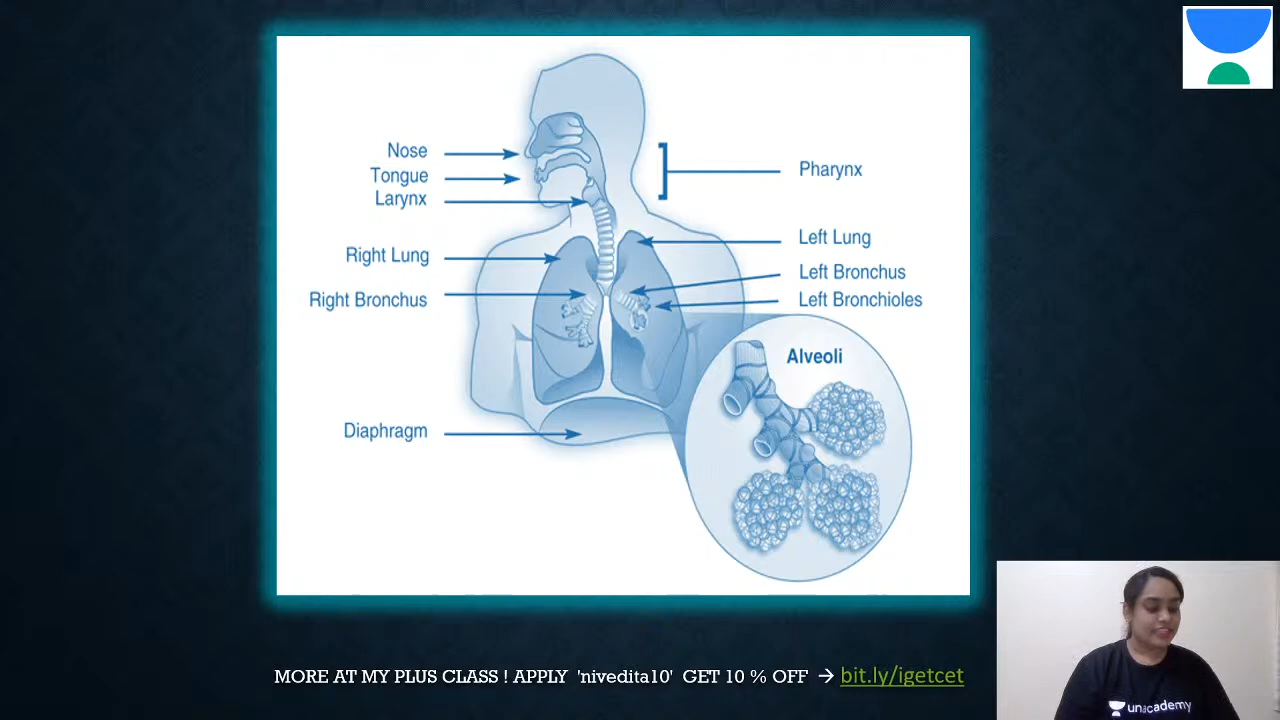 Nose
Tongue
Larynx
Right Lung
Right Bronchus
Diaphragm
Pharynx
Left Lung
Left Bronchus
Left Bronchioles
Alveoli
MORE AT MY PLUS CLASS ! APPLY 'nivedita10' GET 10 % OFF → bit.ly/igetcet
unacademy